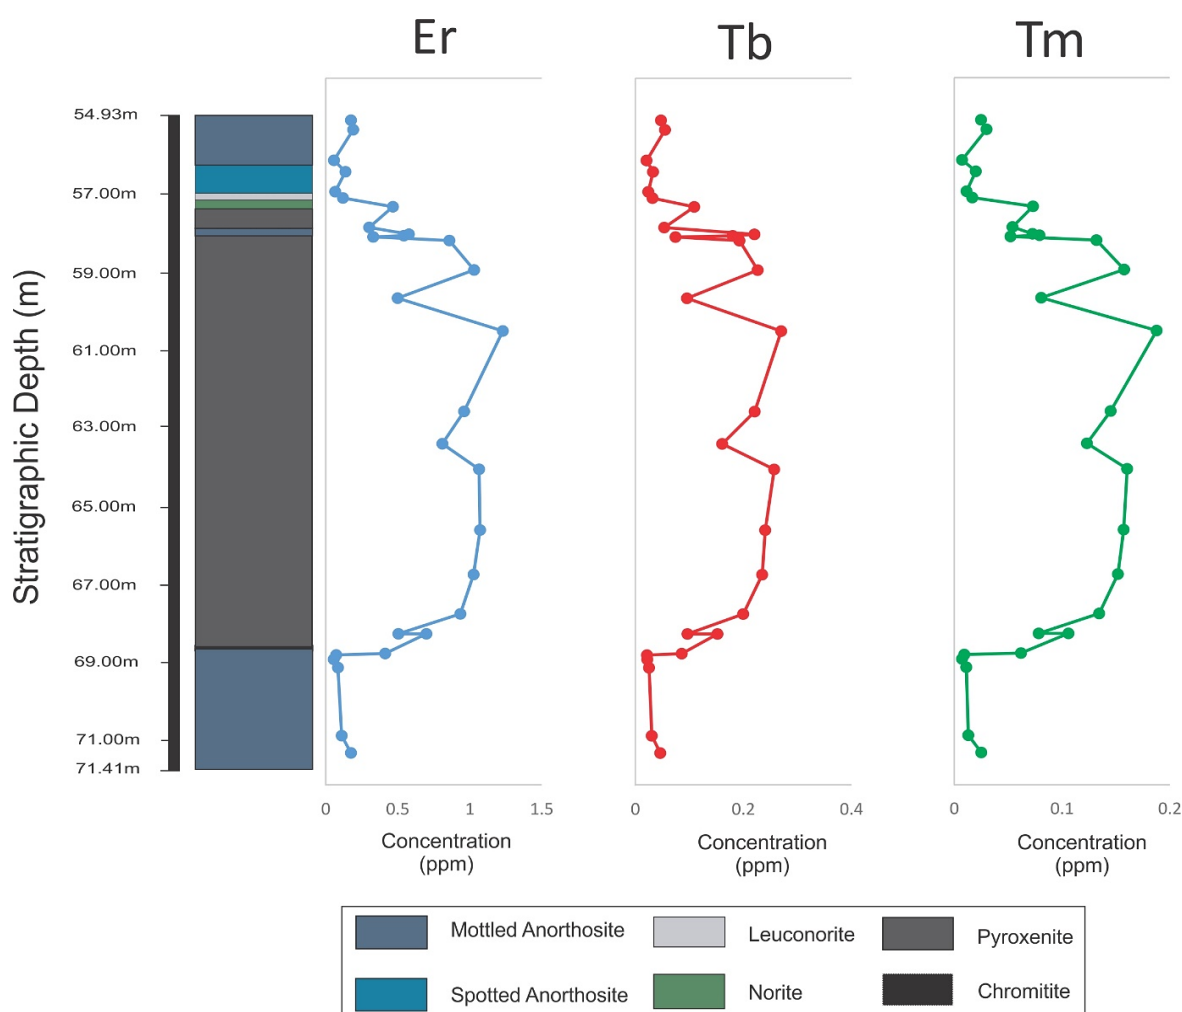 Er Tb Tm
Stratigraphic Depth (m)
54.93m
57.00m
59.00m
61.00m
63.00m
65.00m
67.00m
69.00m
71.00m
71.41m
0 0.5 1 1.5
Concentration
(ppm)
0 0.2 0.4
Concentration
(ppm)
0 0.1 0.2
Concentration
(ppm)
Mottled Anorthosite
Leuconorite
Pyroxenite
Spotted Anorthosite
Norite
Chromitite